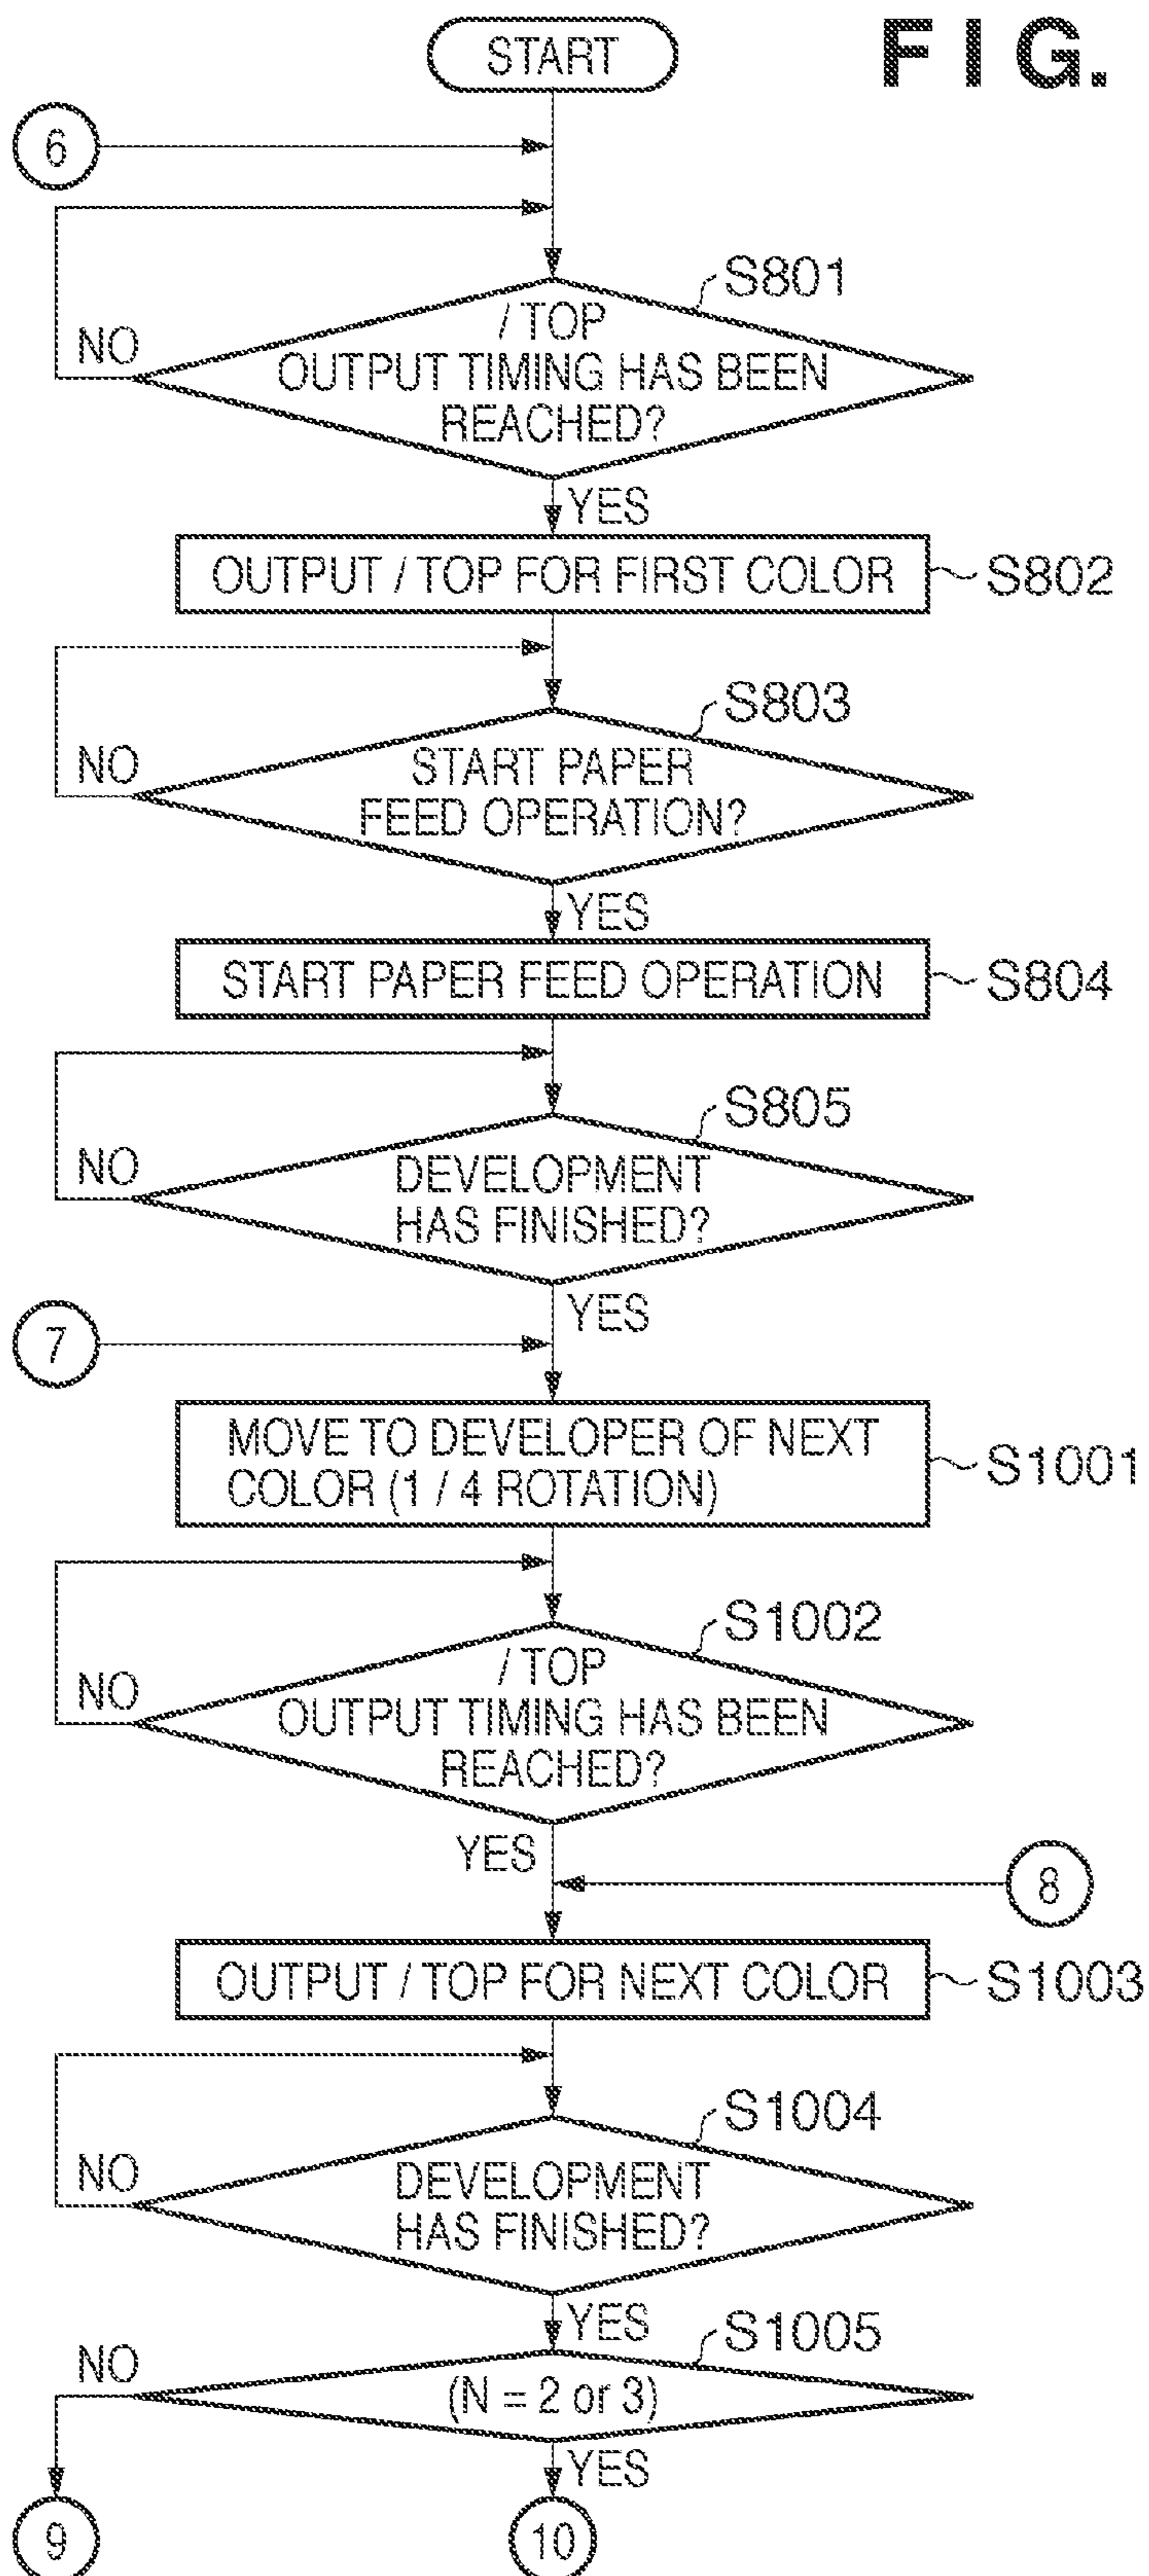 FIG.
START
6
S801
/ TOP
OUTPUT TIMING HAS BEEN
REACHED?
NO
YES
OUTPUT / TOP FOR FIRST COLOR
S802
S803
START PAPER
FEED OPERATION?
NO
YES
START PAPER FEED OPERATION
S804
S805
DEVELOPMENT
HAS FINISHED?
NO
YES
7
MOVE TO DEVELOPER OF NEXT
COLOR (1 / 4 ROTATION)
S1001
S1002
/ TOP
OUTPUT TIMING HAS BEEN
REACHED?
NO
YES
8
OUTPUT / TOP FOR NEXT COLOR
S1003
S1004
DEVELOPMENT
HAS FINISHED?
NO
YES
S1005
(N = 2 or 3)
NO
YES
9
10